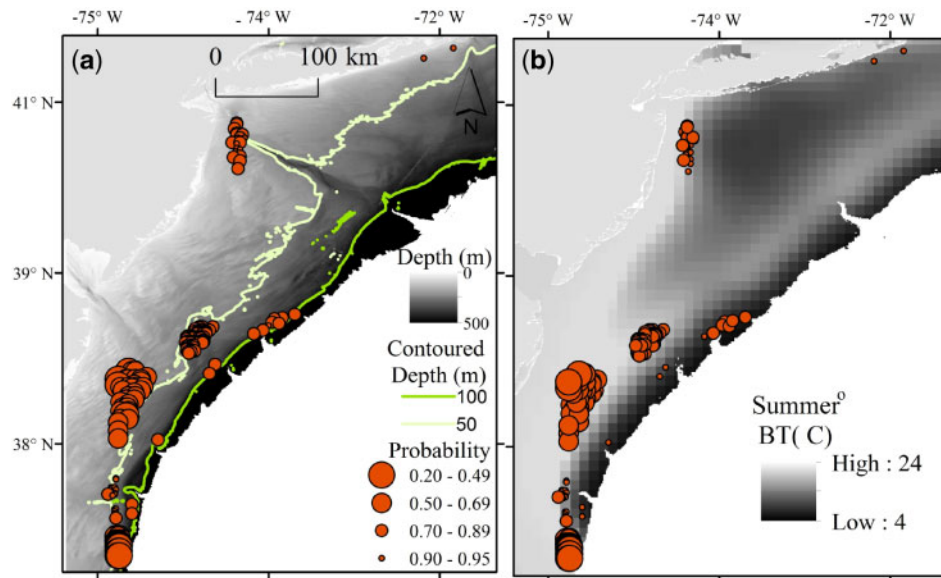 -75° W
-74
-72
-75° W
-74
-72
(a)
0 100 km
N
(b)
41° N
39° N
38° N
Depth (m)
0
500
Contoured
Depth (m)
100
50
Probability
0.20 - 0.49
0.50 - 0.69
0.70 - 0.89
0.90 - 0.95
Summer
BT(°C)
High : 24
Low : 4